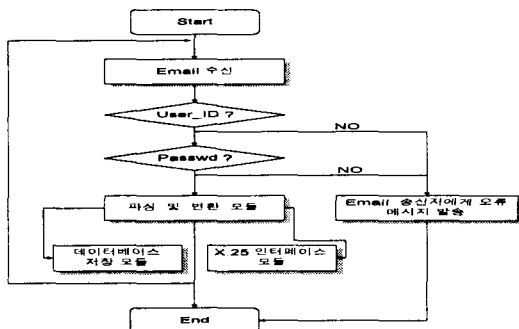 Start
Email 수신
User_ID ?
NO
Passwd ?
NO
파싱 및 변환 모듈
Email 송신자에게 오류
메시지 발송
데이터베이스
저장 모듈
X.25 인터페이스
모듈
End